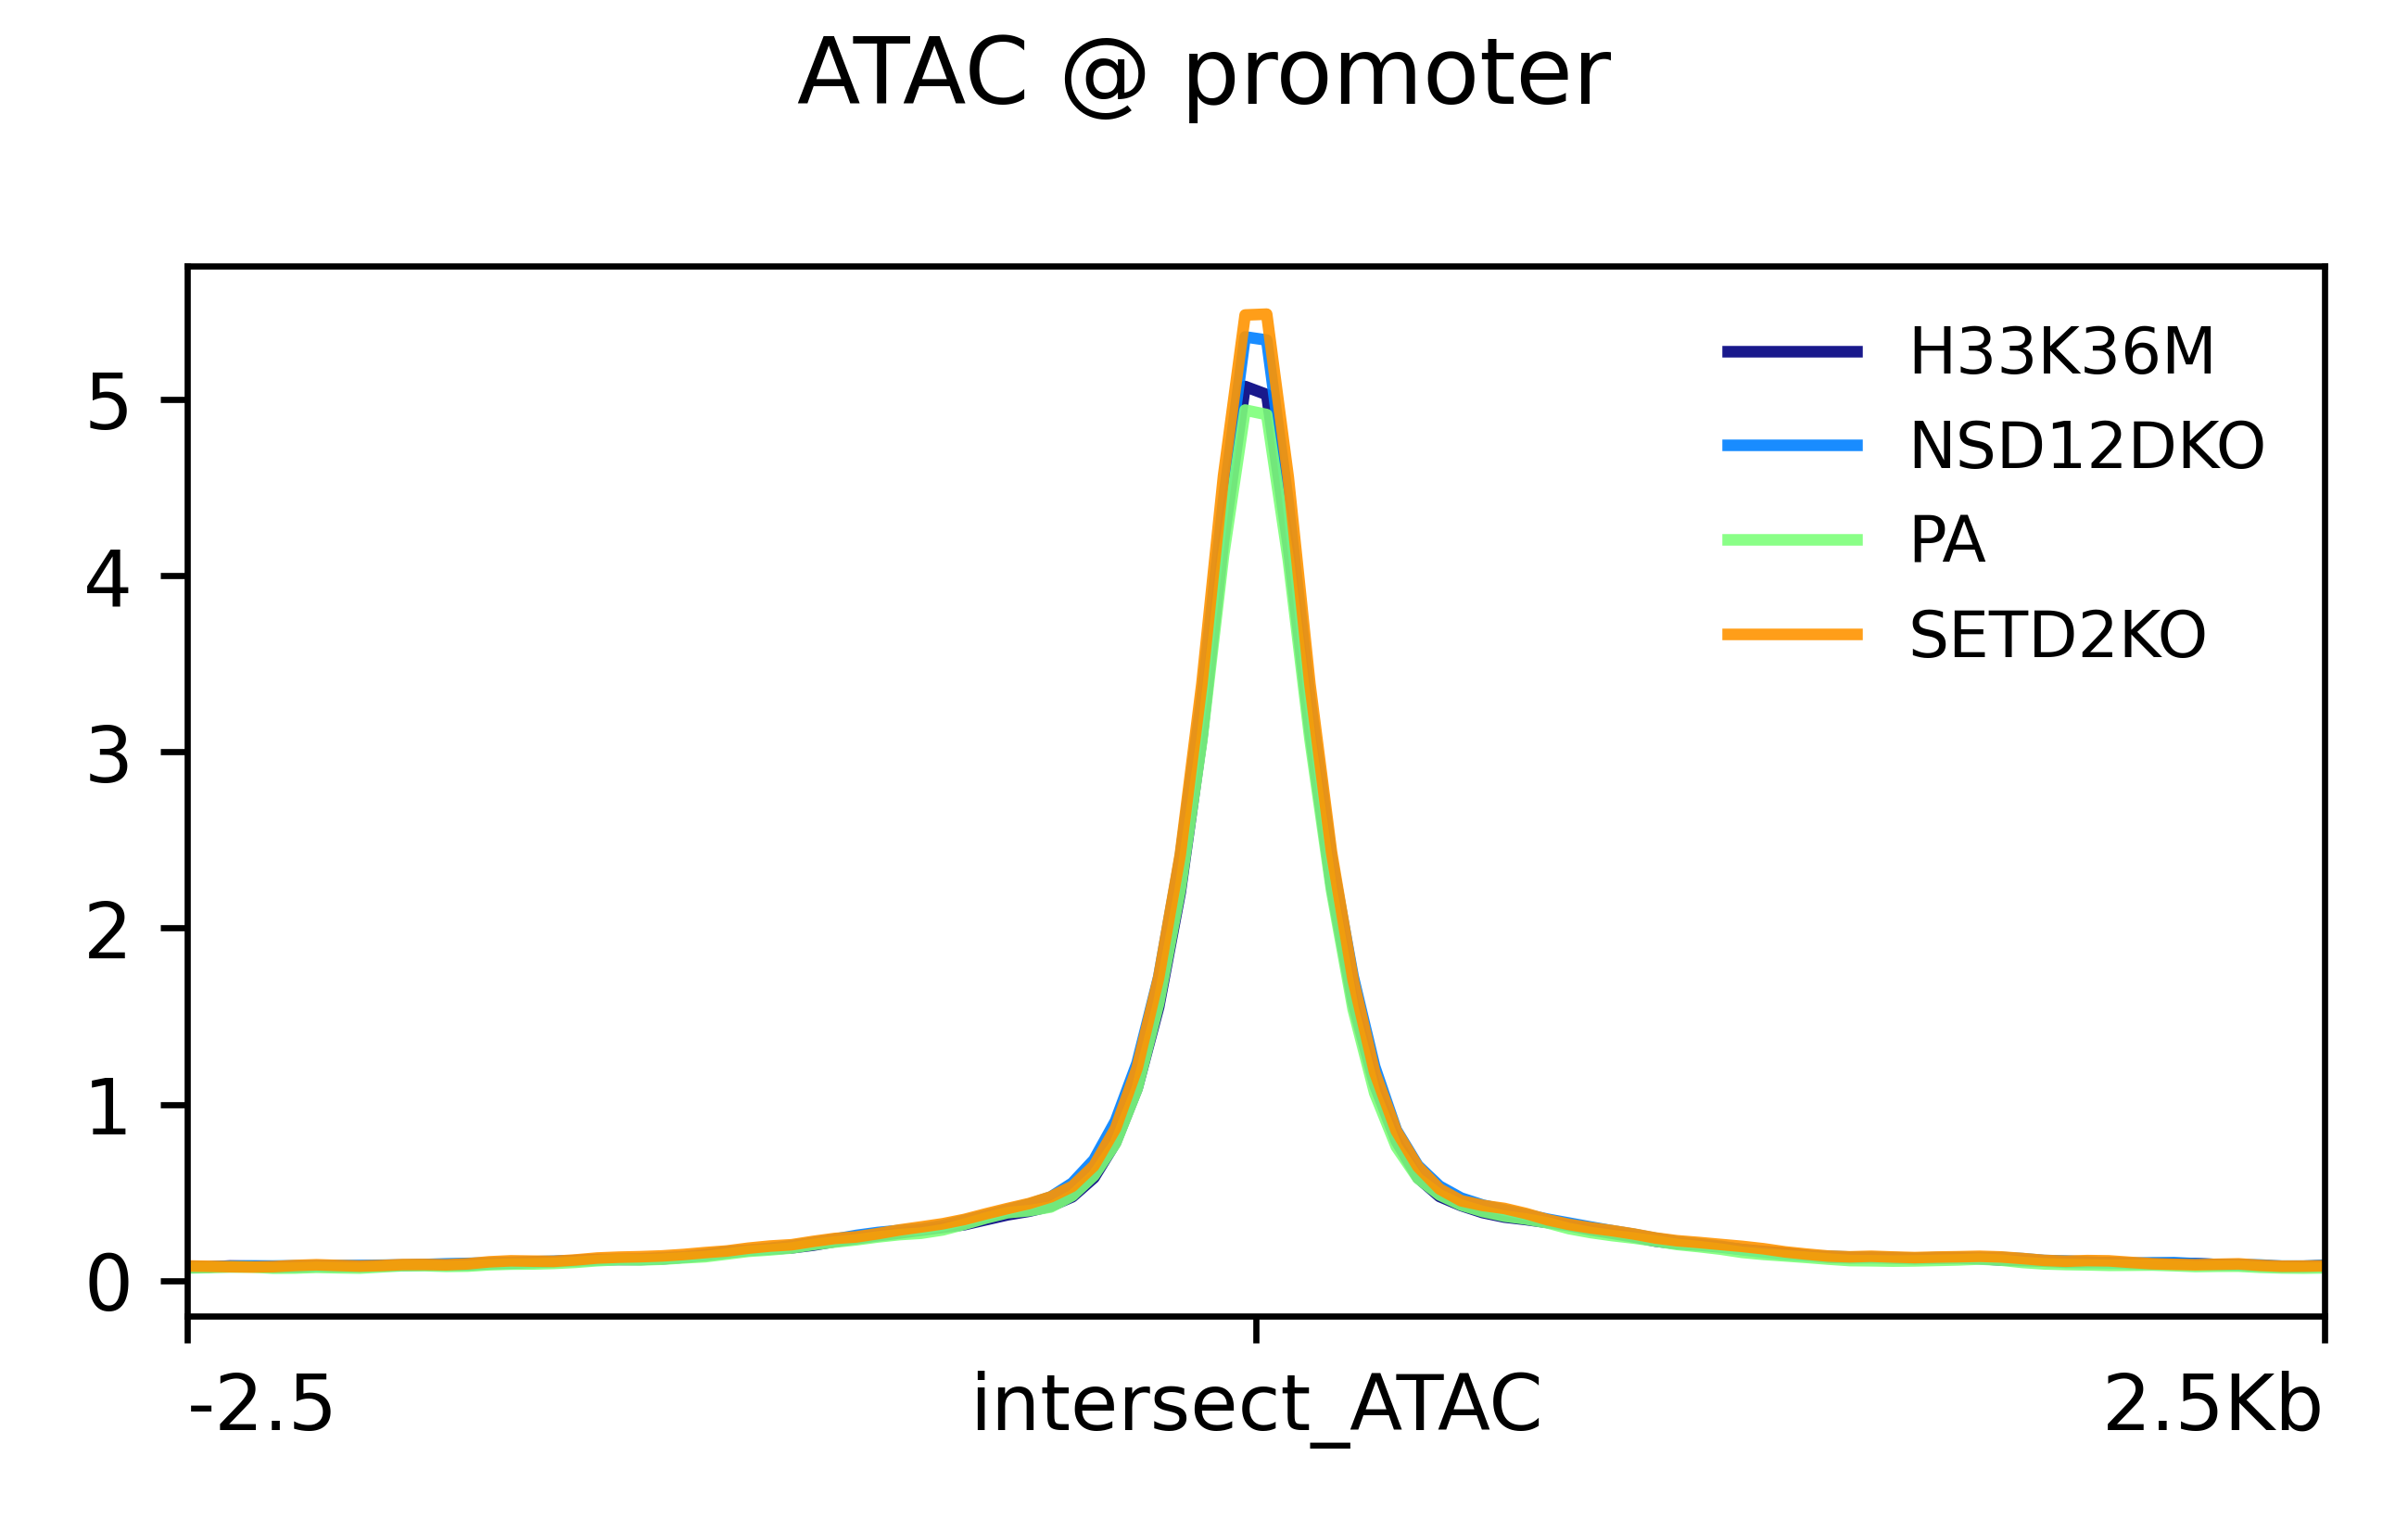 ATAC @ promoter
H33K36M
NSD12DKO
PA
SETD2KO
5
4
3
2
1
0
-2.5
intersect_ATAC
2.5Kb